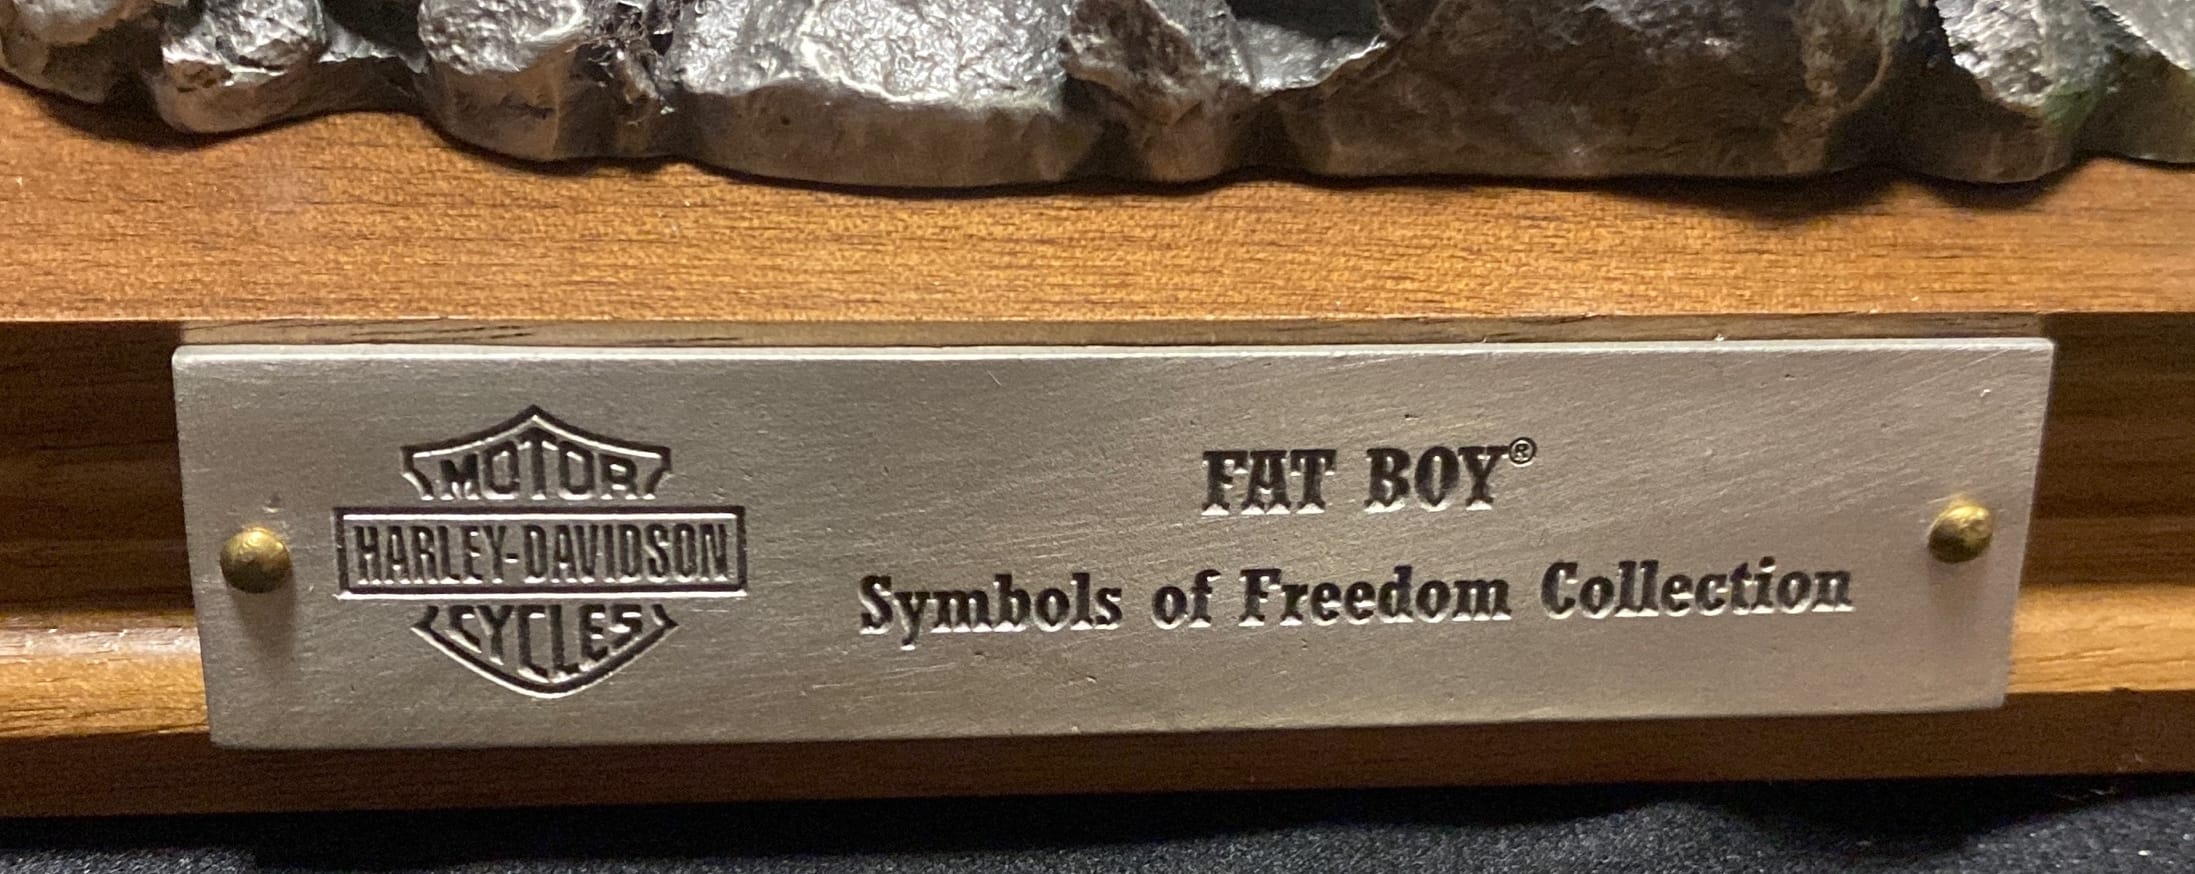 MOTOR
HARLEY-DAVIDSON
CYCLES
FAT BOY®
Symbols of Freedom Collection